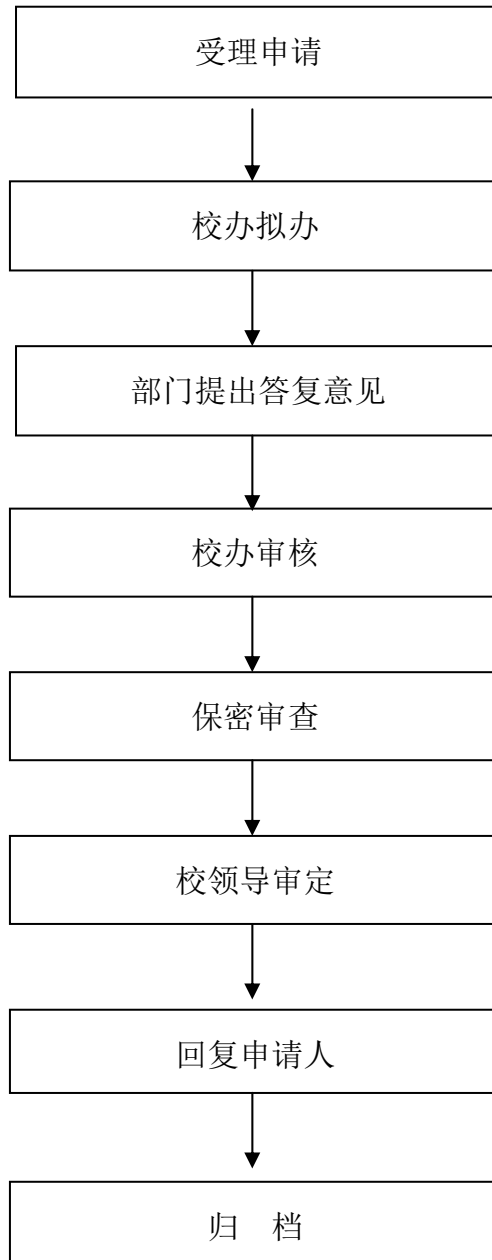 受理申请
校办拟办
部门提出答复意见
校办审核
保密审查
校领导审定
回复申请人
归　档